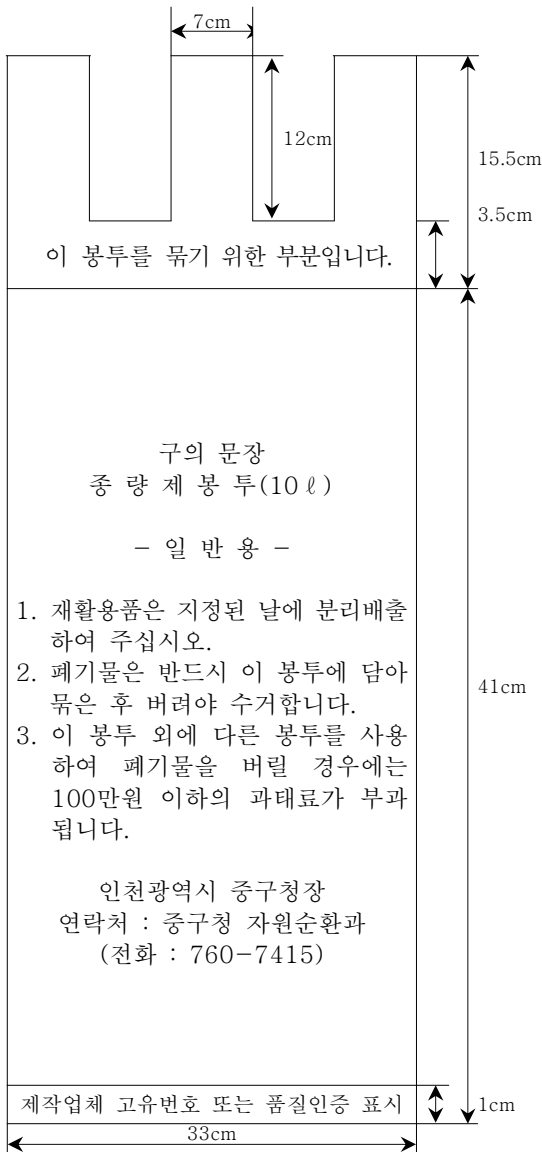 7cm
12cm
15.5cm
3.5cm
이 봉투를 묶기 위한 부분입니다.
구의 문장
종 량 제 봉 투(10ℓ)
- 일 반 용 -
1. 재활용품은 지정된 날에 분리배출
하여 주십시오.
2. 폐기물은 반드시 이 봉투에 담아
묶은 후 버려야 수거합니다.
3. 이 봉투 외에 다른 봉투를 사용
하여 폐기물을 버릴 경우에는
100만원 이하의 과태료가 부과
됩니다.
41cm
인천광역시 중구청장
연락처 : 중구청 자원순환과
(전화 : 760-7415)
제작업체 고유번호 또는 품질인증 표시
1cm
33cm